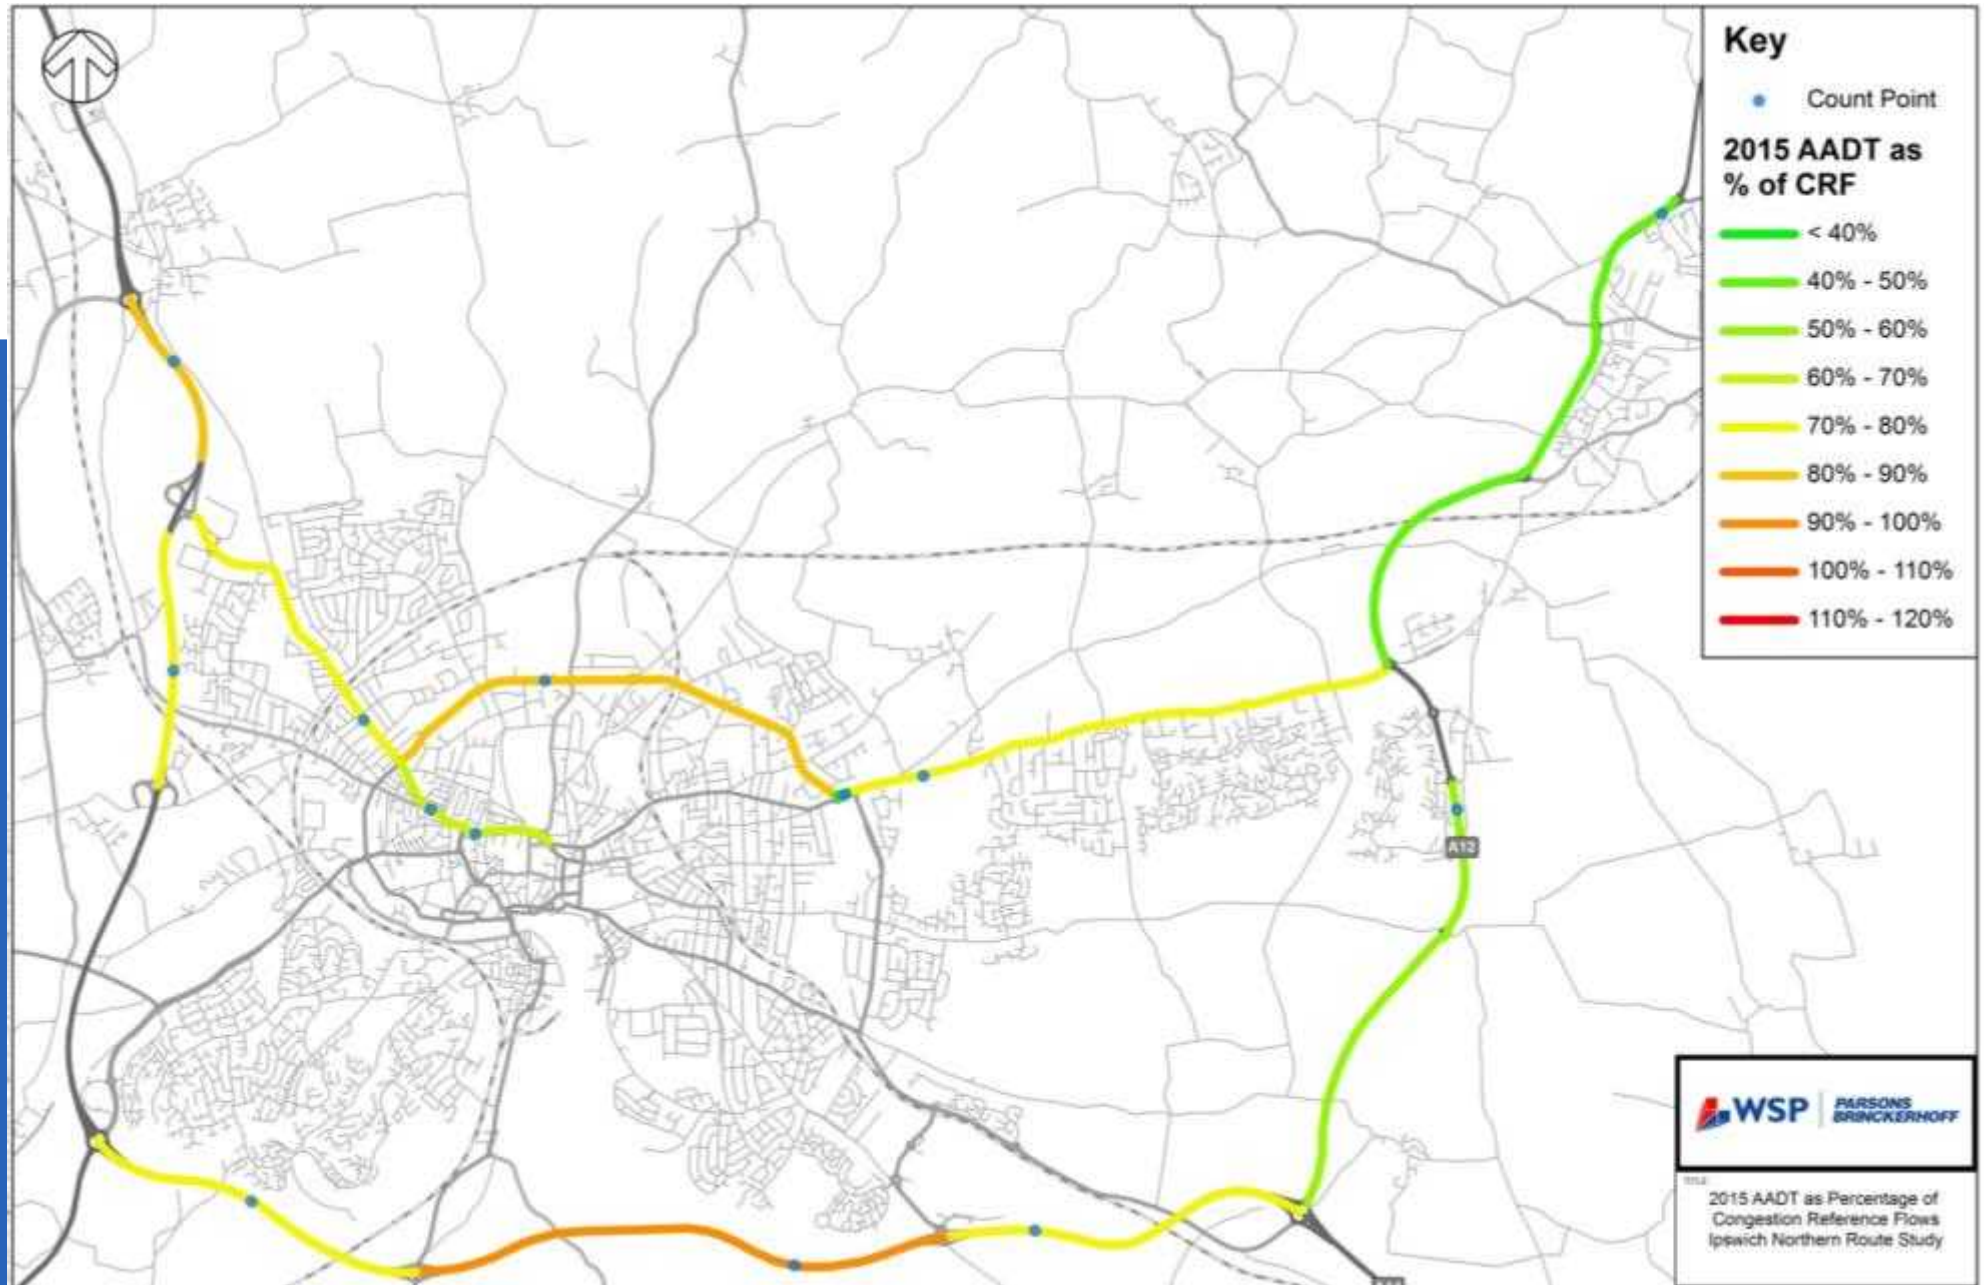 Key
Count Point
2015 AADT as
% of CRF
< 40%
40% - 50%
50% - 60%
60% - 70%
70% - 80%
80% - 90%
90% - 100%
100% - 110%
110% - 120%
A12
WSP PARSONS
BRINCKERHOFF
TITLE:
2015 AADT as Percentage of
Congestion Reference Flows
Ipswich Northern Route Study